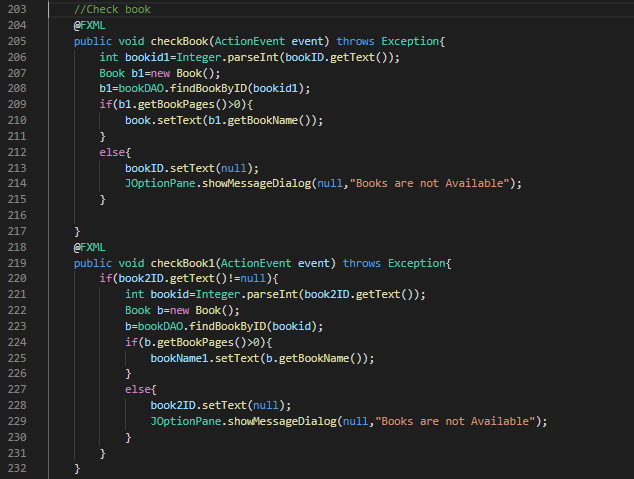 203 //Check book
204 @FXML
205 public void checkBook(ActionEvent event) throws Exception{
206 int bookid1=Integer.parseInt(bookID.getText());
207 Book b1=new Book();
208 b1=bookDAO.findBookByID(bookid1);
209 if(b1.getBookPages()>0){
210 book.setText(b1.getBookName());
211 }
212 else{
213 bookID.setText(null);
214 JOptionPane.showMessageDialog(null,"Books are not Available");
215 }
216
217 }
218 @FXML
219 public void checkBook1(ActionEvent event) throws Exception{
220 if(book2ID.getText()!=null){
221 int bookid=Integer.parseInt(book2ID.getText());
222 Book b=new Book();
223 b=bookDAO.findBookByID(bookid);
224 if(b.getBookPages()>0){
225 bookName1.setText(b.getBookName());
226 }
227 else{
228 book2ID.setText(null);
229 JOptionPane.showMessageDialog(null,"Books are not Available");
230 }
231 }
232 }